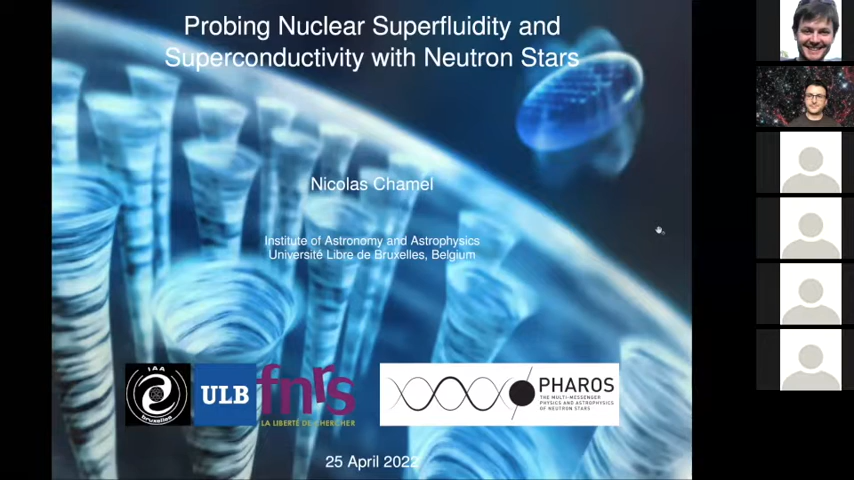 Probing Nuclear Superfluidity and
Superconductivity with Neutron Stars
Nicolas Chamel
Institute of Astronomy and Astrophysics
Université Libre de Bruxelles, Belgium
IAA
bruxelles
ULB
fnrs
LA LIBERTÉ DE CHERCHER
PHAROS
THE MULTI-MESSENGER
PHYSICS AND ASTROPHYSICS
OF NEUTRON STARS
25 April 2022